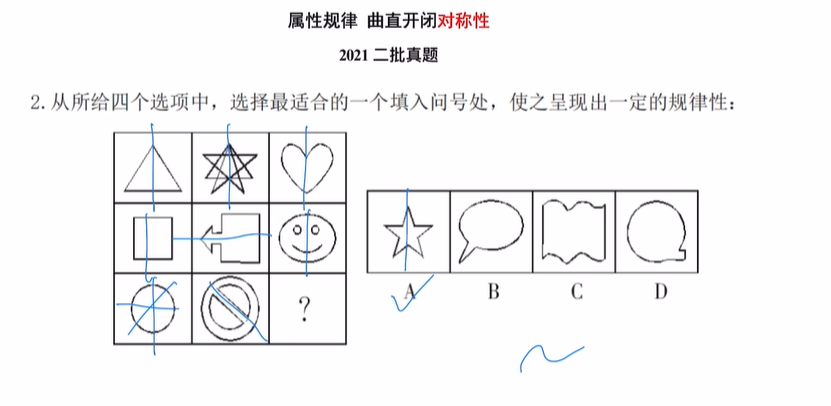 属性规律 曲直开闭对称性
2021 二批真题
2.从所给四个选项中，选择最适合的一个填入问号处，使之呈现出一定的规律性：
?
A B C D